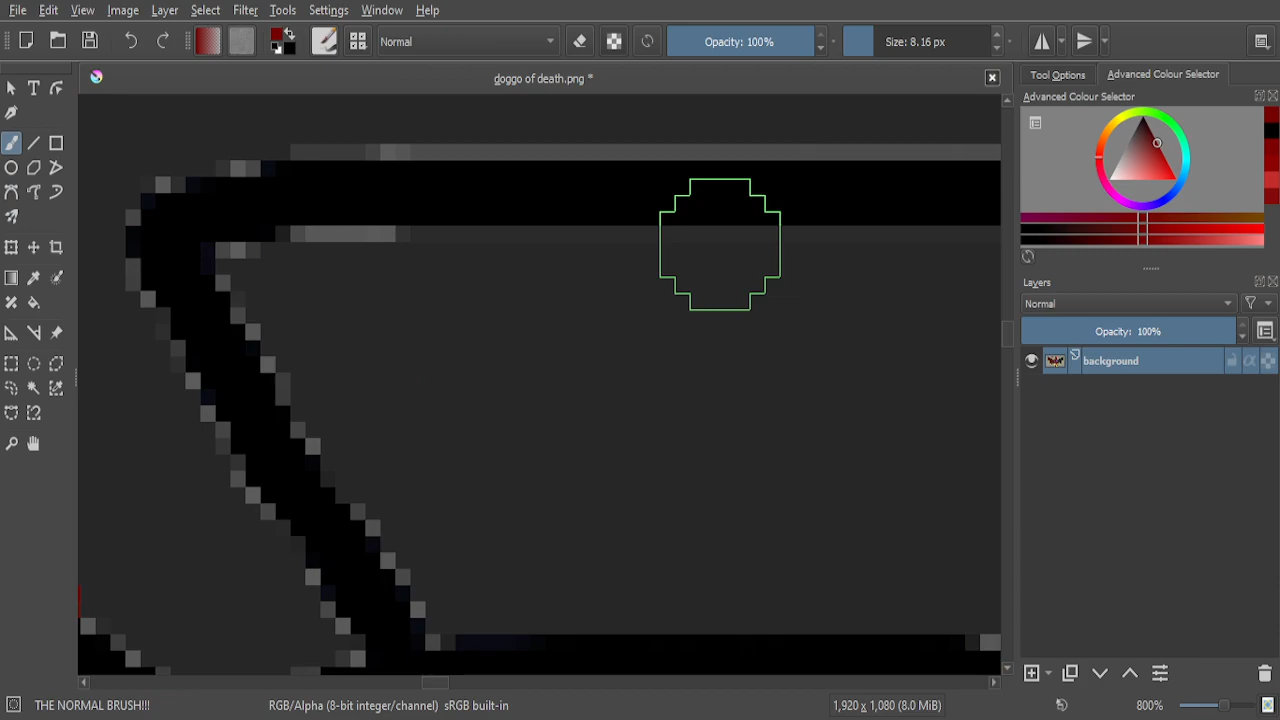 File Edit View Image Layer Select Filter Tools Settings Window Help
Normal Opacity: 100% Size: 8.16 px
doggo of death.png *
Tool Options Advanced Colour Selector
Advanced Colour Selector
Layers
Normal
Opacity: 100%
background
THE NORMAL BRUSH!!! RGB/Alpha (8-bit integer/channel) sRGB built-in 1,920 x 1,080 (8.0 MiB) 800%